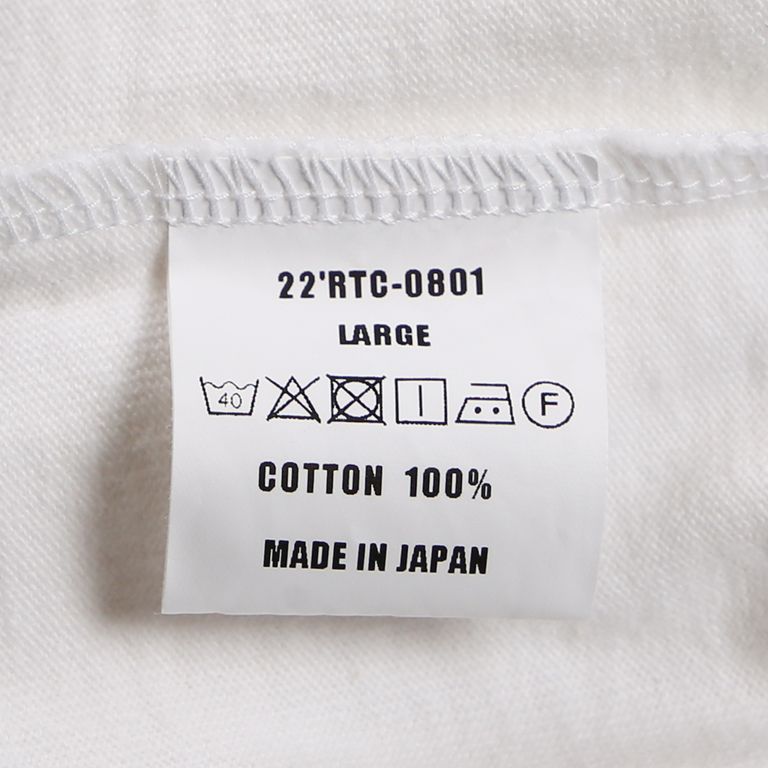 22'RTC-0801
LARGE
40 F
COTTON 100%
MADE IN JAPAN